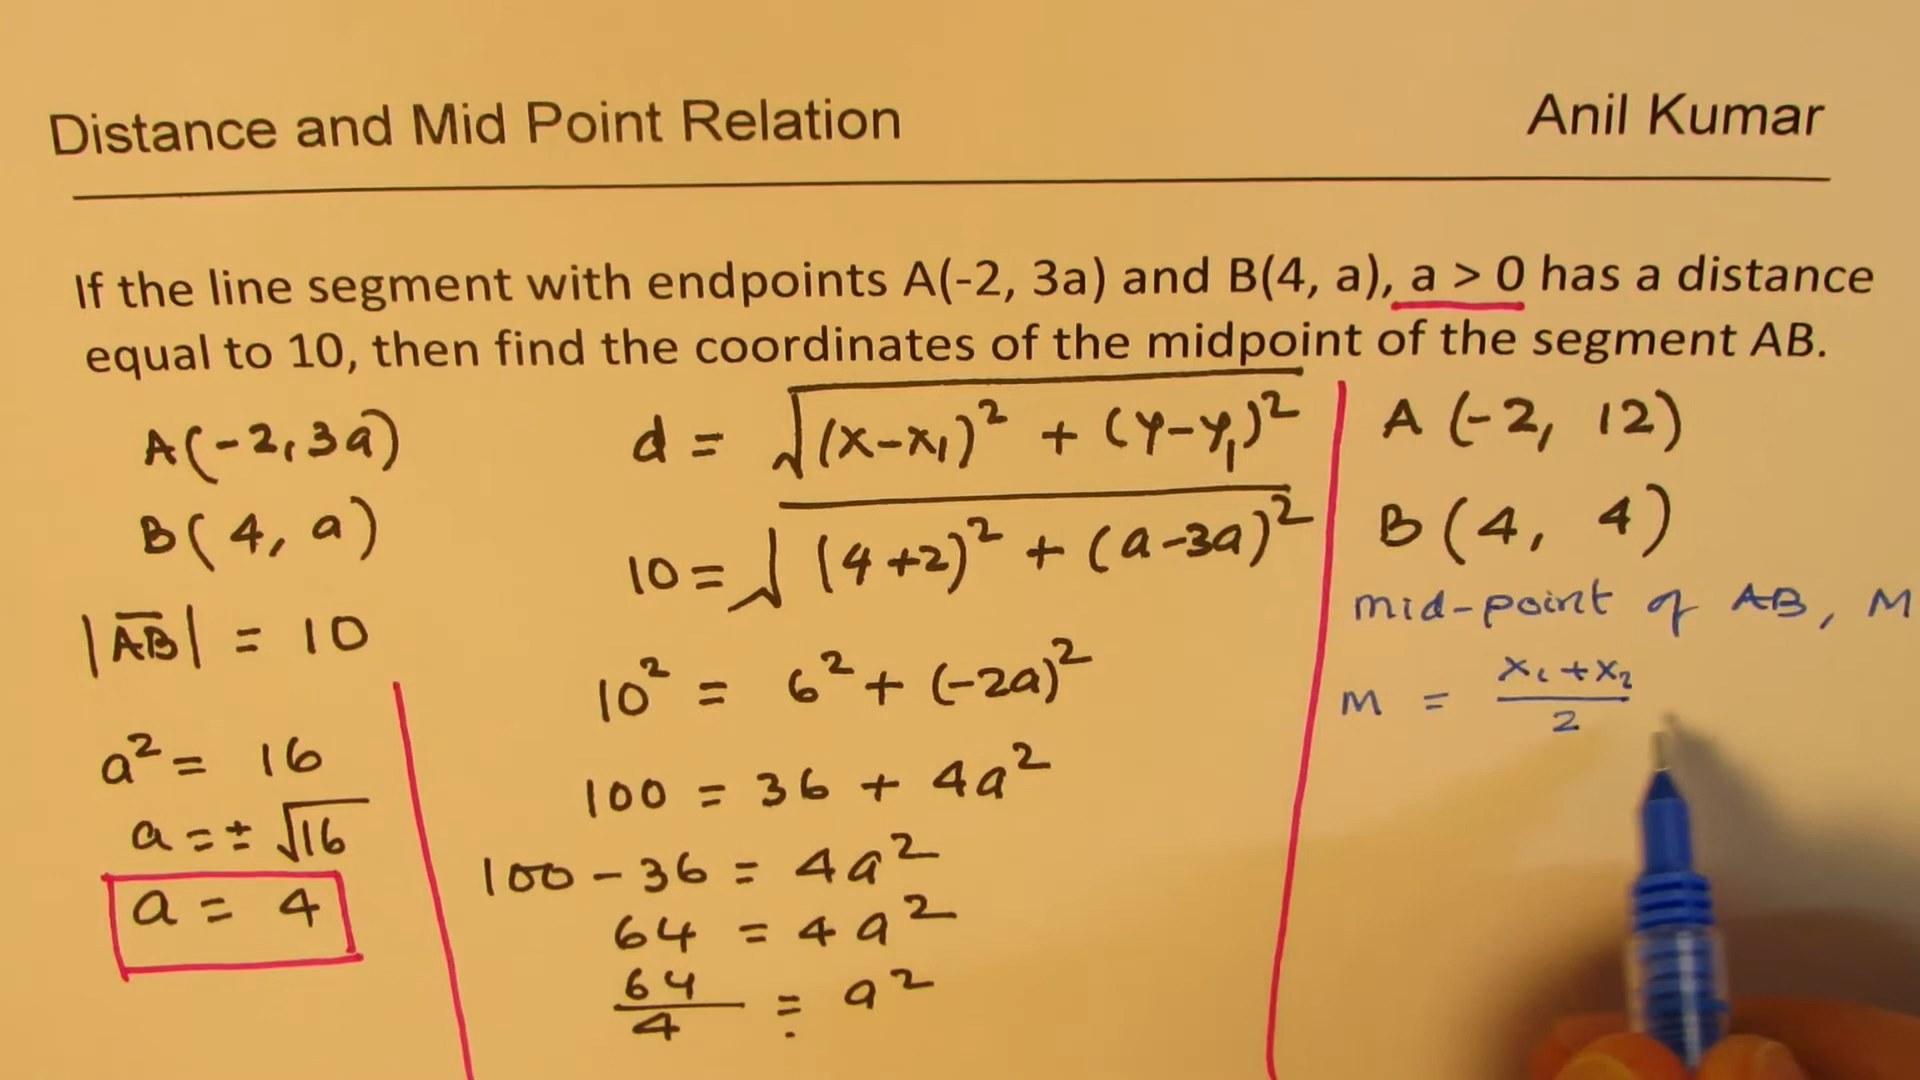 Distance and Mid Point Relation
Anil Kumar
If the line segment with endpoints A(-2, 3a) and B(4, a), a > 0 has a distance
equal to 10, then find the coordinates of the midpoint of the segment AB.
A(-2, 3a)
B(4, a)
|A̅B̅| = 10
a² = 16
a = ± √16
a = 4
d = √(x-x₁)² + (y-y₁)²
10 = √(4+2)² + (a-3a)²
10² = 6² + (-2a)²
100 = 36 + 4a²
100 - 36 = 4a²
64 = 4a²
64/4 = a²
A (-2, 12)
B (4, 4)
mid-point of AB, M
M = x₁+x₂/2